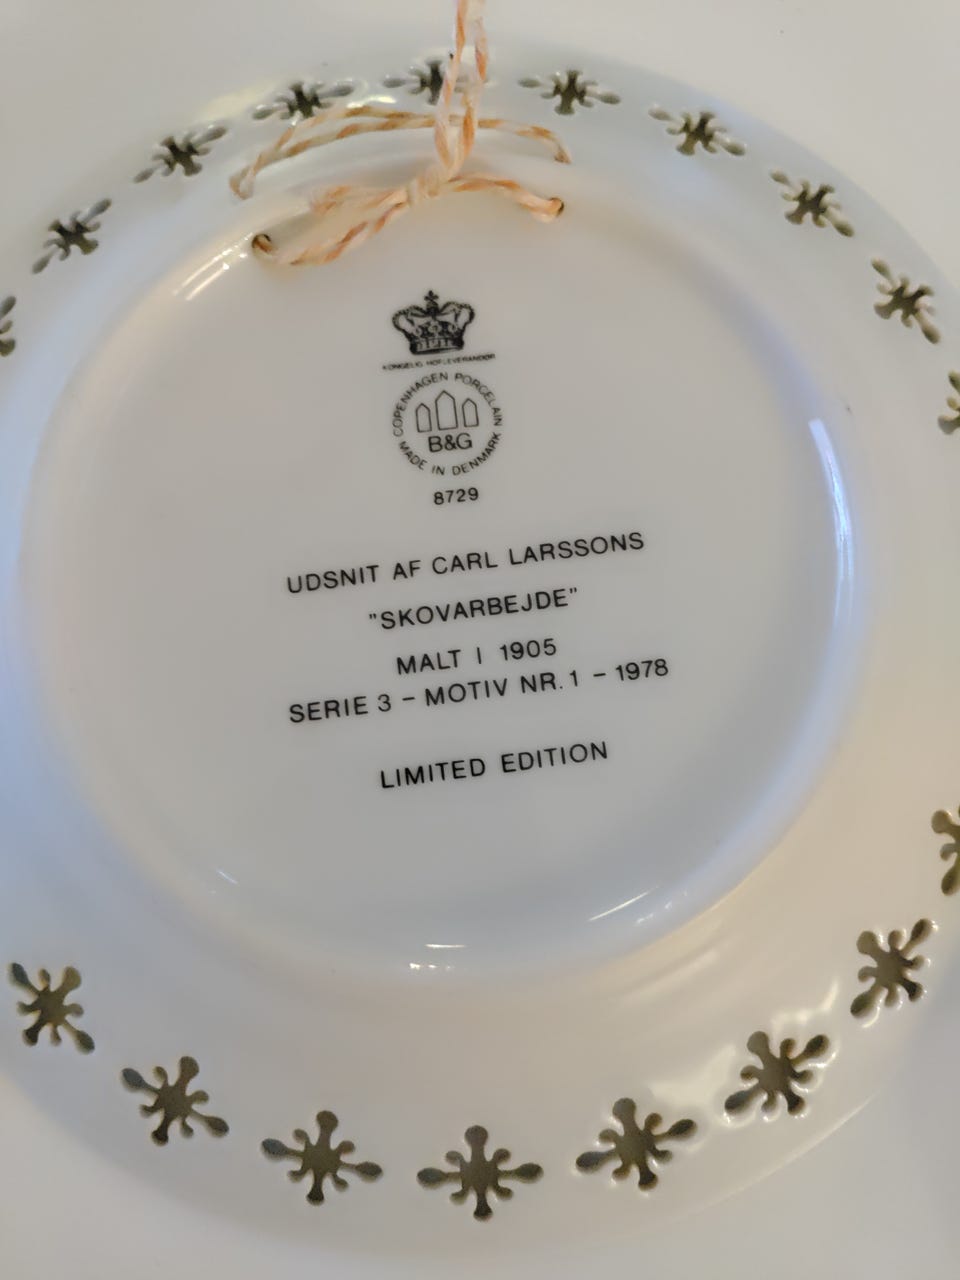 KONGELIG HOFLEVERANDØR
COPENHAGEN PORCELAIN
B&G
MADE IN DENMARK
8729
UDSNIT AF CARL LARSSONS
"SKOVARBEJDE"
MALT I 1905
SERIE 3 – MOTIV NR. 1 – 1978
LIMITED EDITION